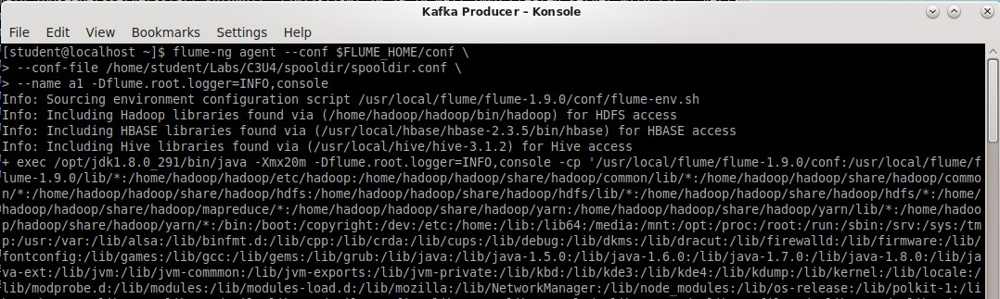 Kafka Producer – Konsole
File Edit View Bookmarks Settings Help
[student@localhost ~]$ flume-ng agent --conf $FLUME_HOME/conf \
> --conf-file /home/student/Labs/C3U4/spooldir/spooldir.conf \
> --name a1 -Dflume.root.logger=INFO,console
Info: Sourcing environment configuration script /usr/local/flume/flume-1.9.0/conf/flume-env.sh
Info: Including Hadoop libraries found via (/home/hadoop/hadoop/bin/hadoop) for HDFS access
Info: Including HBASE libraries found via (/usr/local/hbase/hbase-2.3.5/bin/hbase) for HBASE access
Info: Including Hive libraries found via (/usr/local/hive/hive-3.1.2) for Hive access
+ exec /opt/jdk1.8.0_291/bin/java -Xmx20m -Dflume.root.logger=INFO,console -cp '/usr/local/flume/flume-1.9.0/conf:/usr/local/flume/f
lume-1.9.0/lib/*:/home/hadoop/hadoop/etc/hadoop:/home/hadoop/hadoop/share/hadoop/common/lib/*:/home/hadoop/hadoop/share/hadoop/commo
n/*:/home/hadoop/hadoop/share/hadoop/hdfs:/home/hadoop/hadoop/share/hadoop/hdfs/lib/*:/home/hadoop/hadoop/share/hadoop/hdfs/*:/home/
hadoop/hadoop/share/hadoop/mapreduce/*:/home/hadoop/hadoop/share/hadoop/yarn:/home/hadoop/hadoop/share/hadoop/yarn/lib/*:/home/hadoo
p/hadoop/share/hadoop/yarn/*:/bin:/boot:/copyright:/dev:/etc:/home:/lib:/lib64:/media:/mnt:/opt:/proc:/root:/run:/sbin:/srv:/sys:/tm
p:/usr:/var:/lib/alsa:/lib/binfmt.d:/lib/cpp:/lib/crda:/lib/cups:/lib/debug:/lib/dkms:/lib/dracut:/lib/firewalld:/lib/firmware:/lib/
fontconfig:/lib/games:/lib/gcc:/lib/gems:/lib/grub:/lib/java:/lib/java-1.5.0:/lib/java-1.6.0:/lib/java-1.7.0:/lib/java-1.8.0:/lib/ja
va-ext:/lib/jvm:/lib/jvm-commmon:/lib/jvm-exports:/lib/jvm-private:/lib/kbd:/lib/kde3:/lib/kde4:/lib/kdump:/lib/kernel:/lib/locale:/
lib/modprobe.d:/lib/modules:/lib/modules-load.d:/lib/mozilla:/lib/NetworkManager:/lib/node_modules:/lib/os-release:/lib/polkit-1:/li